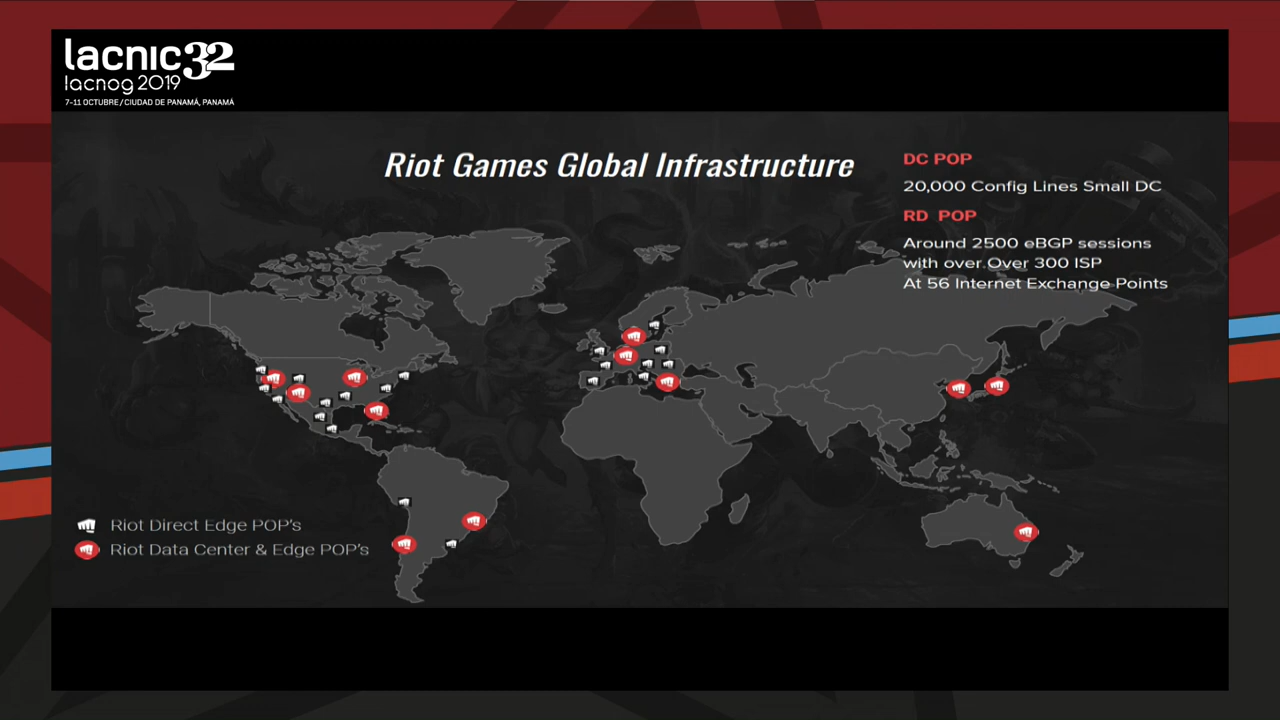 lacnic 32
lacnog 2019
7-11 OCTUBRE / CIUDAD DE PANAMÁ, PANAMÁ
Riot Games Global Infrastructure
DC POP
20,000 Config Lines Small DC
RD POP
Around 2500 eBGP sessions
with over.Over 300 ISP
At 56 Internet Exchange Points
Riot Direct Edge POP's
Riot Data Center & Edge POP's